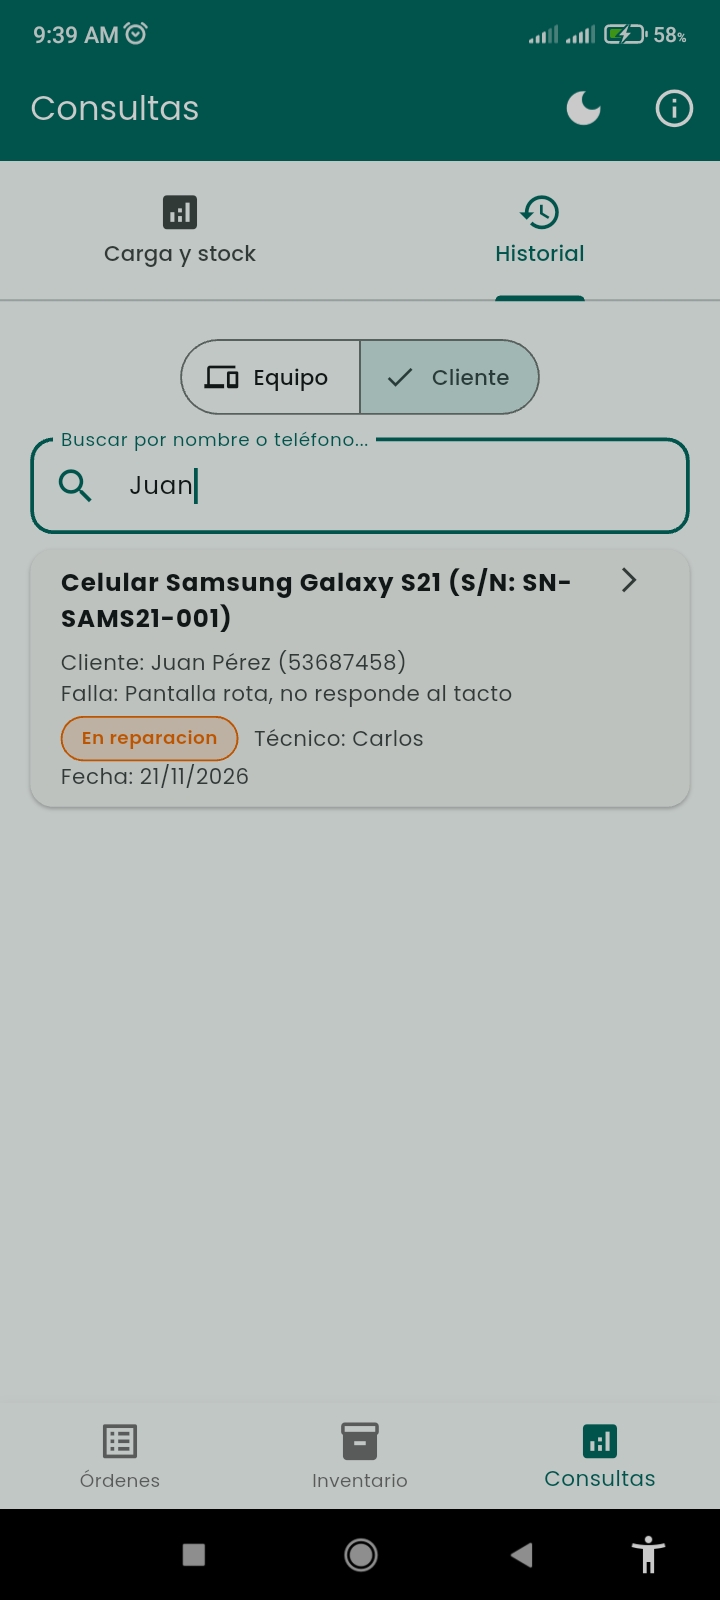 9:39 AM 58%
Consultas
Carga y stock Historial
Equipo Cliente
Buscar por nombre o teléfono...
Juan
Celular Samsung Galaxy S21 (S/N: SN-
SAMS21-001)
Cliente: Juan Pérez (53687458)
Falla: Pantalla rota, no responde al tacto
En reparacion Técnico: Carlos
Fecha: 21/11/2026
Órdenes Inventario Consultas